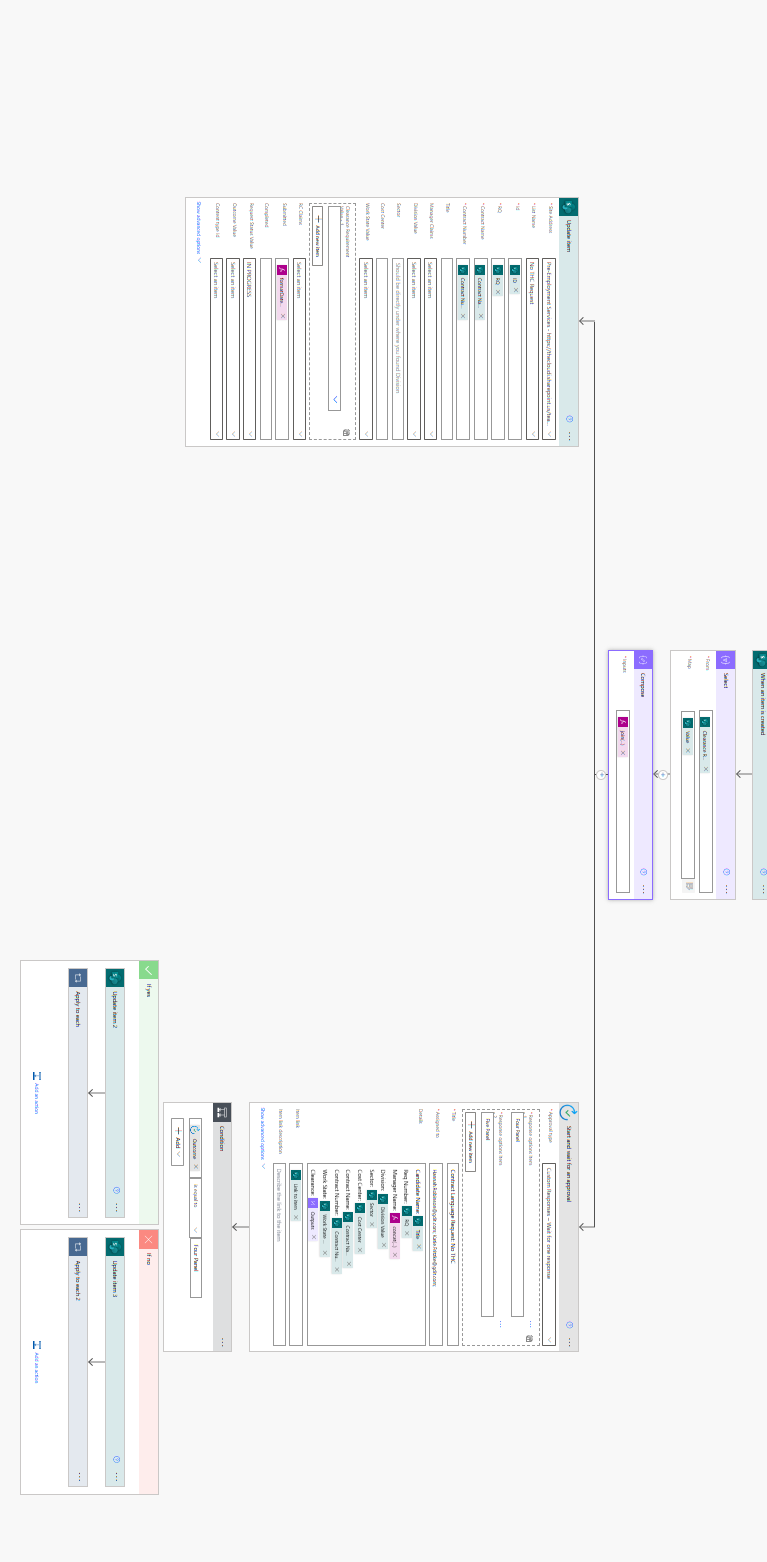 When an item is created
Select
* From
Clearance R...
* Map
Value
Compose
* Inputs
join(...)
Update item
* Site Address
Pre-Employment Services -
* List Name
No THC Request
* Id
ID
* RQ
RQ
* Contract Name
Contract Na...
* Contract Number
Contract Nu...
Title
Manager Claims
Select an item
Division Value
Select an item
Sector
Should be directly under where you found Division
Cost Center
Work State Value
Select an item
Clearance Requirement
Add new item
RC Claims
Select an item
Submitted
formatDate...
Completed
Request Status Value
IN PROGRESS
Outcome Value
Select an item
Content type Id
Select an item
Show advanced options
Start and wait for an approval
* Approval type
Custom Responses - Wait for one response
* Response options Item
Four Panel
* Response options Item
Five Panel
Add new item
* Title
Contract Language Request: No THC
* Assigned to
Details
Candidate Name: Title
Req Number: RQ
Manager Name: concat(...)
Division: Division Value
Sector: Sector
Cost Center: Cost Center
Contract Name: Contract Na...
Contract Number: Contract Nu...
Work State: Work State ...
Clearance: Outputs
Item link
Link to item
Item link description
Describe the link to the item
Show advanced options
Condition
Outcome
is equal to
Four Panel
Add
If yes
Update item 2
Apply to each
Add an action
If no
Update item 3
Apply to each 2
Add an action